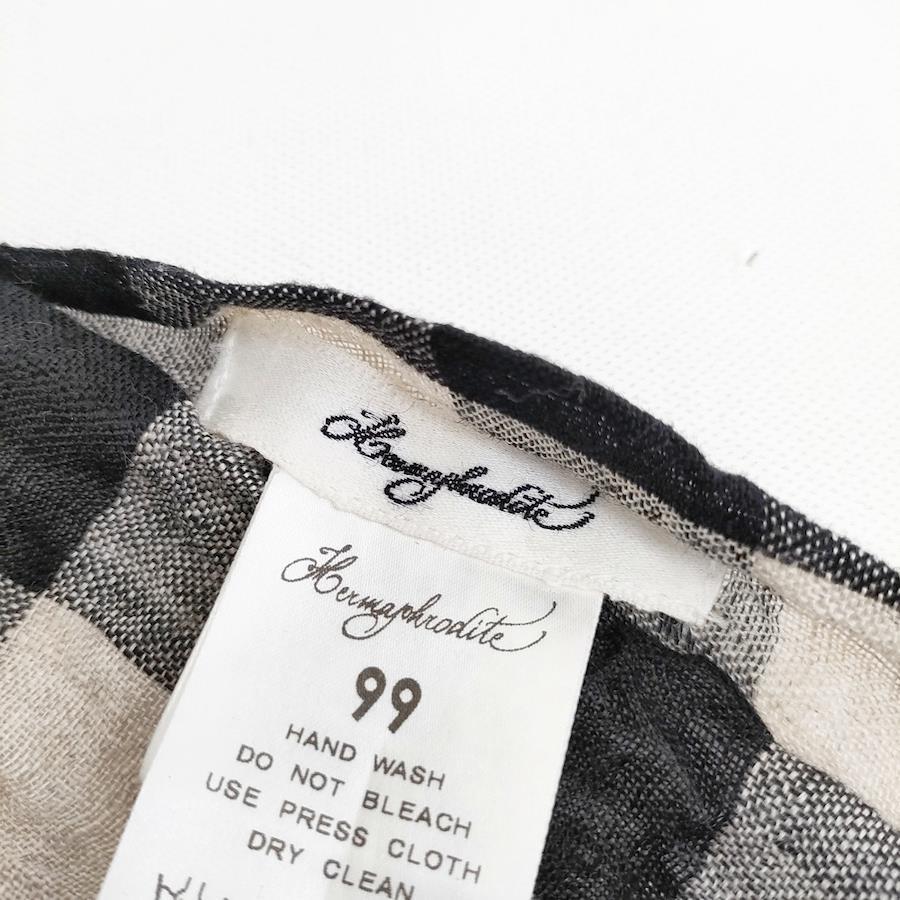 Hermaphrodite
Hermaphrodite
99
HAND WASH
DO NOT BLEACH
USE PRESS CLOTH
DRY CLEAN